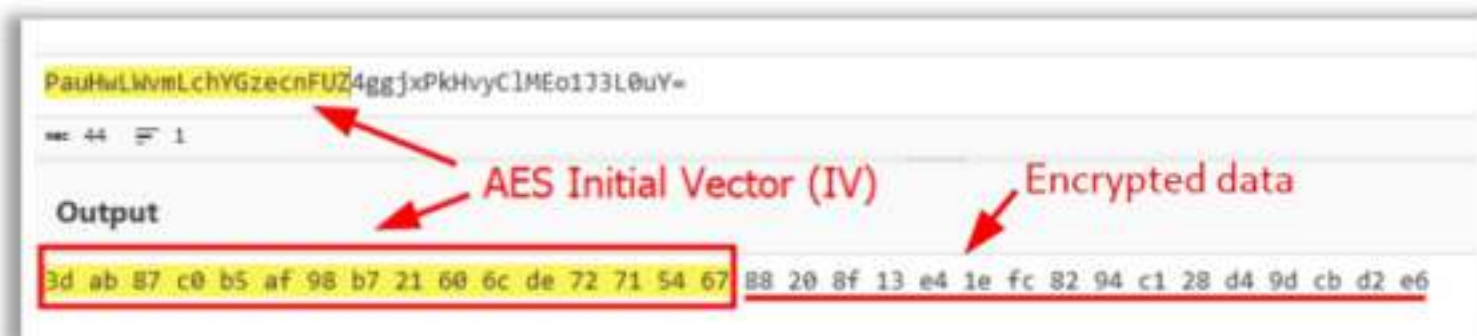 PauHwLWvmLchYGzecnFUZ4ggjxPkHvyClMEo1J3L0uY=
44 1
AES Initial Vector (IV)
Encrypted data
Output
3d ab 87 c0 b5 af 98 b7 21 60 6c de 72 71 54 67 88 20 8f 13 e4 1e fc 82 94 c1 28 d4 9d cb d2 e6